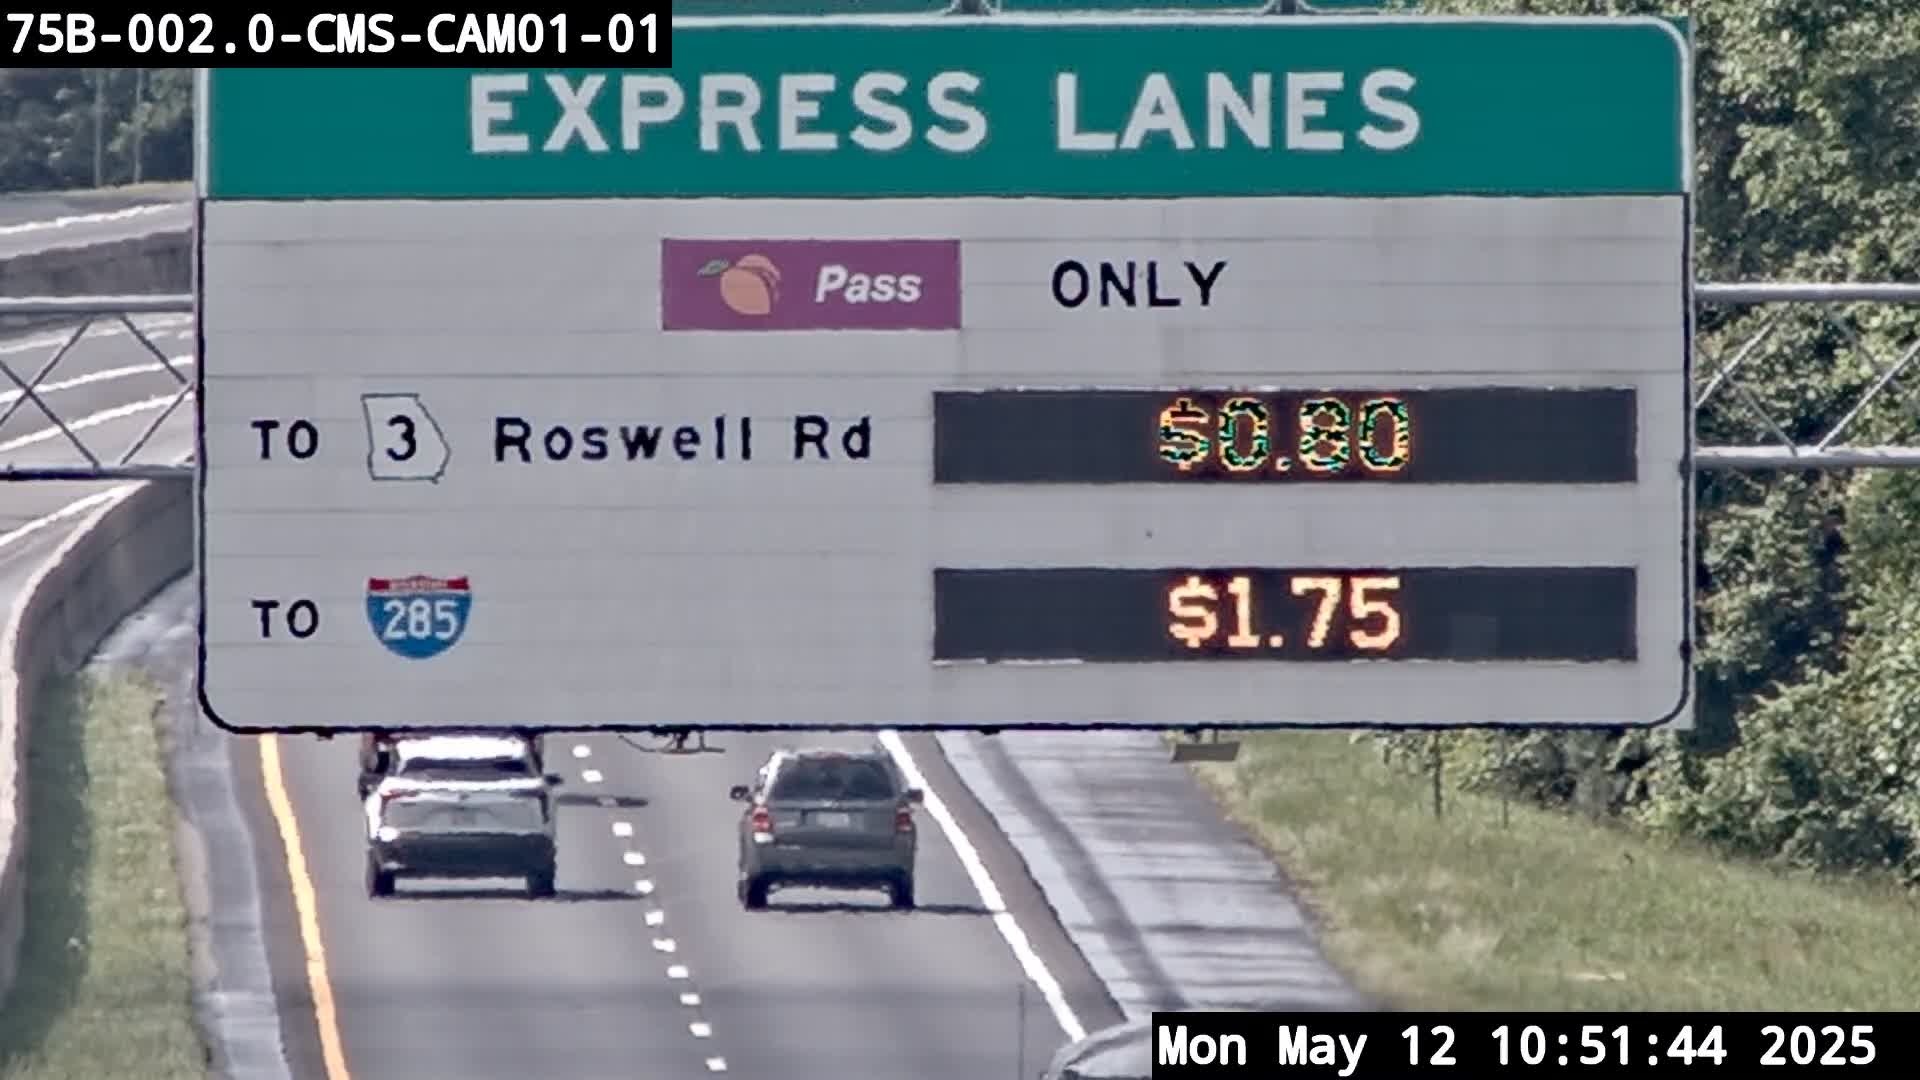 75B-002.0-CMS-CAM01-01
EXPRESS LANES
Pass ONLY
TO 3 Roswell Rd $0.80
TO 285 $1.75
Mon May 12 10:51:44 2025